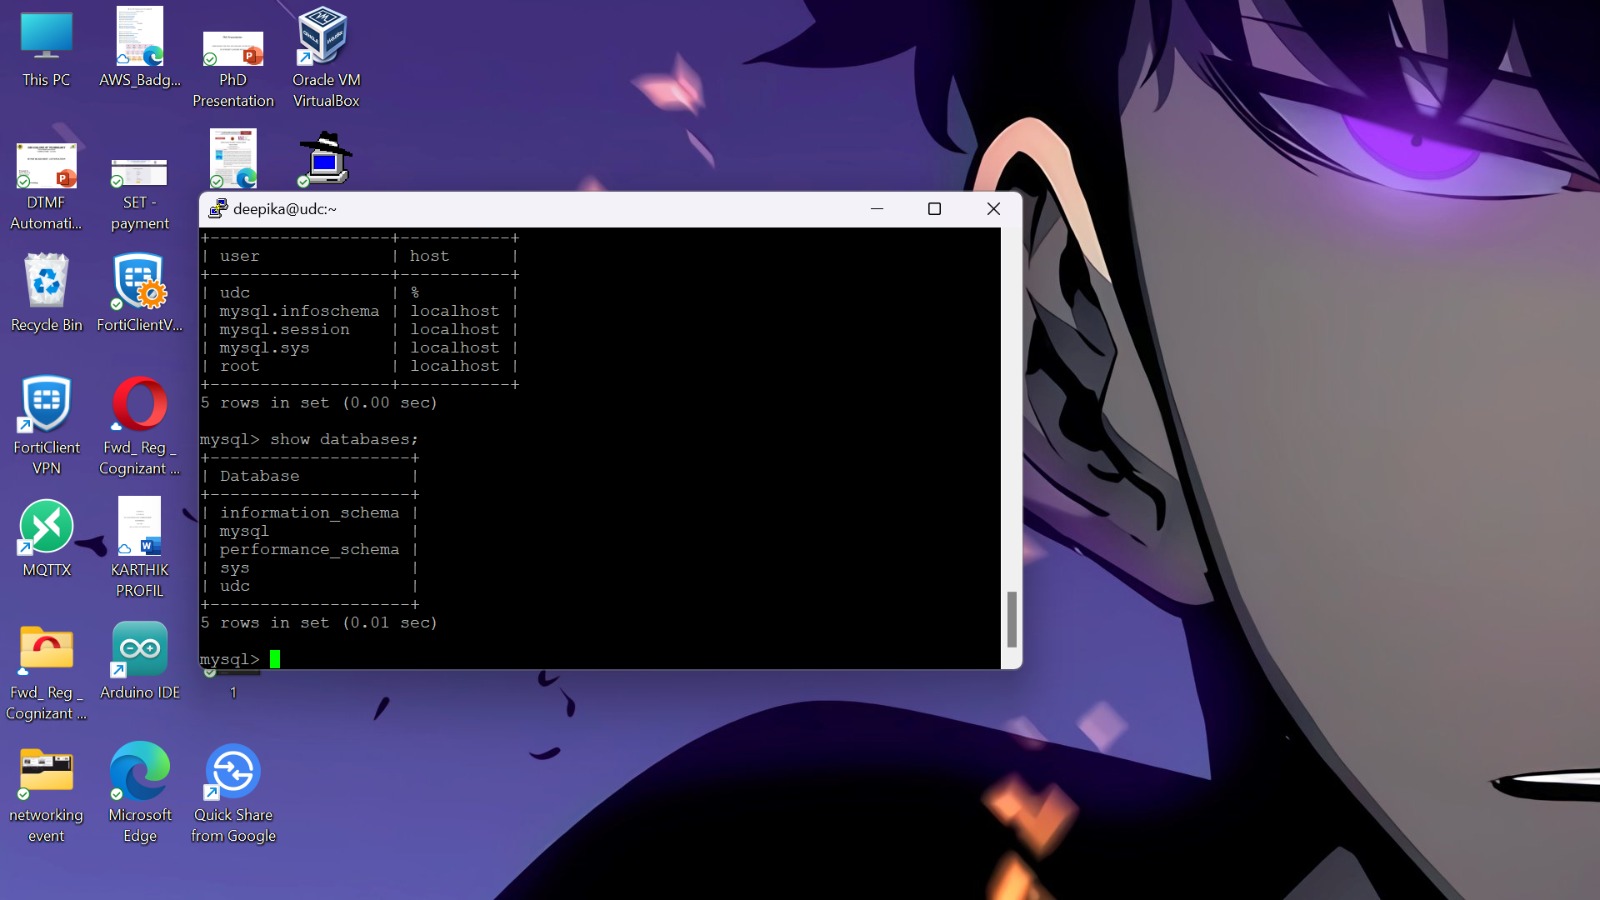 This PC
AWS_Badg...
PhD
Presentation
Oracle VM
VirtualBox
DTMF
Automati...
SET -
payment
Recycle Bin
FortiClientV...
FortiClient
VPN
Fwd_ Reg _
Cognizant ...
MQTTX
KARTHIK
PROFIL
Fwd_ Reg _
Cognizant ...
Arduino IDE
1
networking
event
Microsoft
Edge
Quick Share
from Google
deepika@udc:~
+------------------+-----------+
| user             | host      |
+------------------+-----------+
| udc              | %         |
| mysql.infoschema | localhost |
| mysql.session    | localhost |
| mysql.sys        | localhost |
| root             | localhost |
+------------------+-----------+
5 rows in set (0.00 sec)
mysql> show databases;
+--------------------+
| Database           |
+--------------------+
| information_schema |
| mysql              |
| performance_schema |
| sys                |
| udc                |
+--------------------+
5 rows in set (0.01 sec)
mysql>